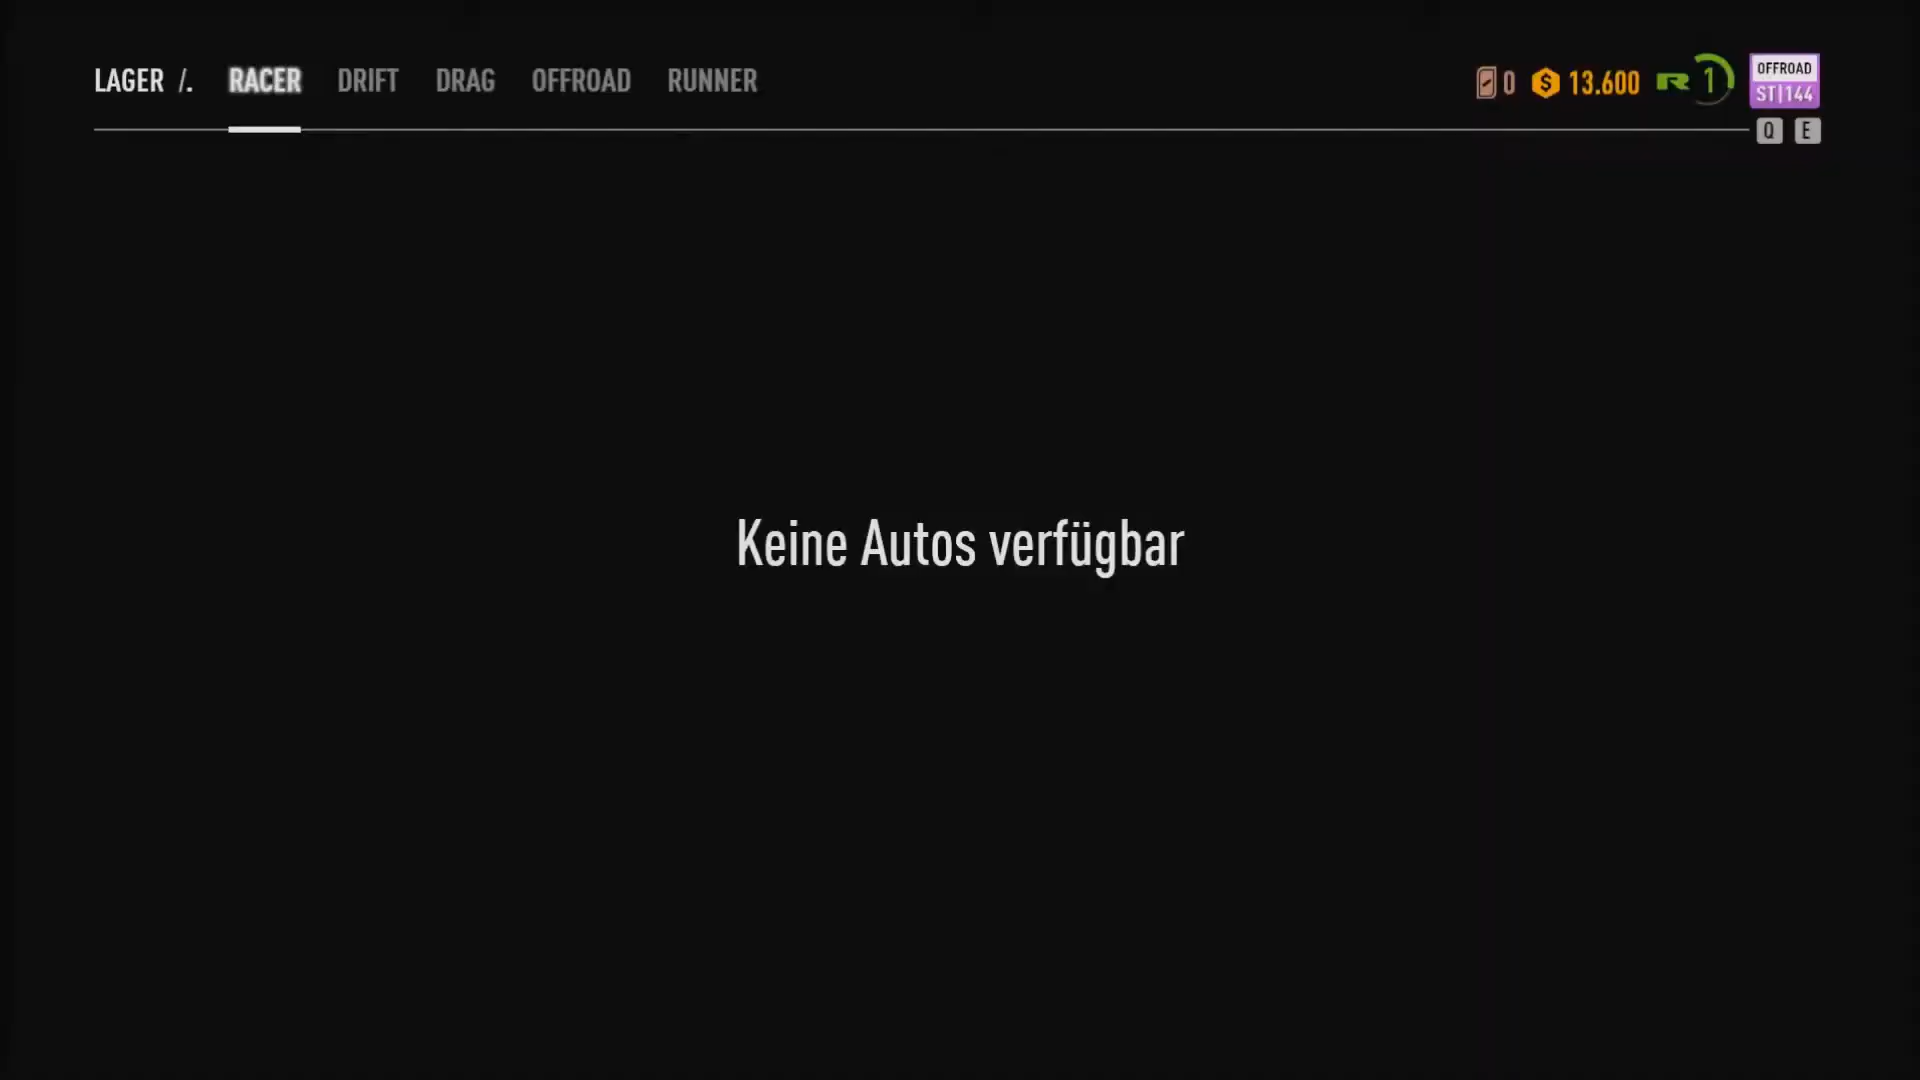 LAGER /. RACER DRIFT DRAG OFFROAD RUNNER 0 $ 13.600 R 1 OFFROAD
ST|144
Q E
Keine Autos verfügbar